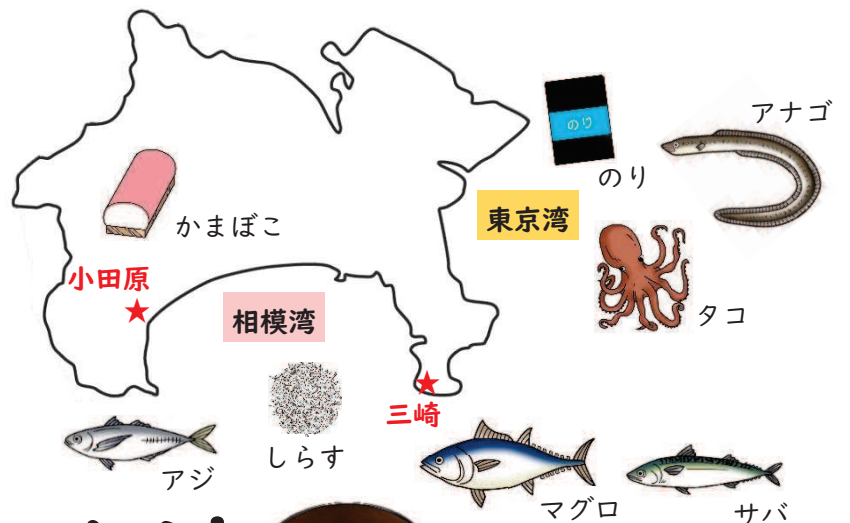 アナゴ
のり
のり
東京湾
かまぼこ
小田原
相模湾
タコ
三崎
しらす
アジ
マグロ
サバ